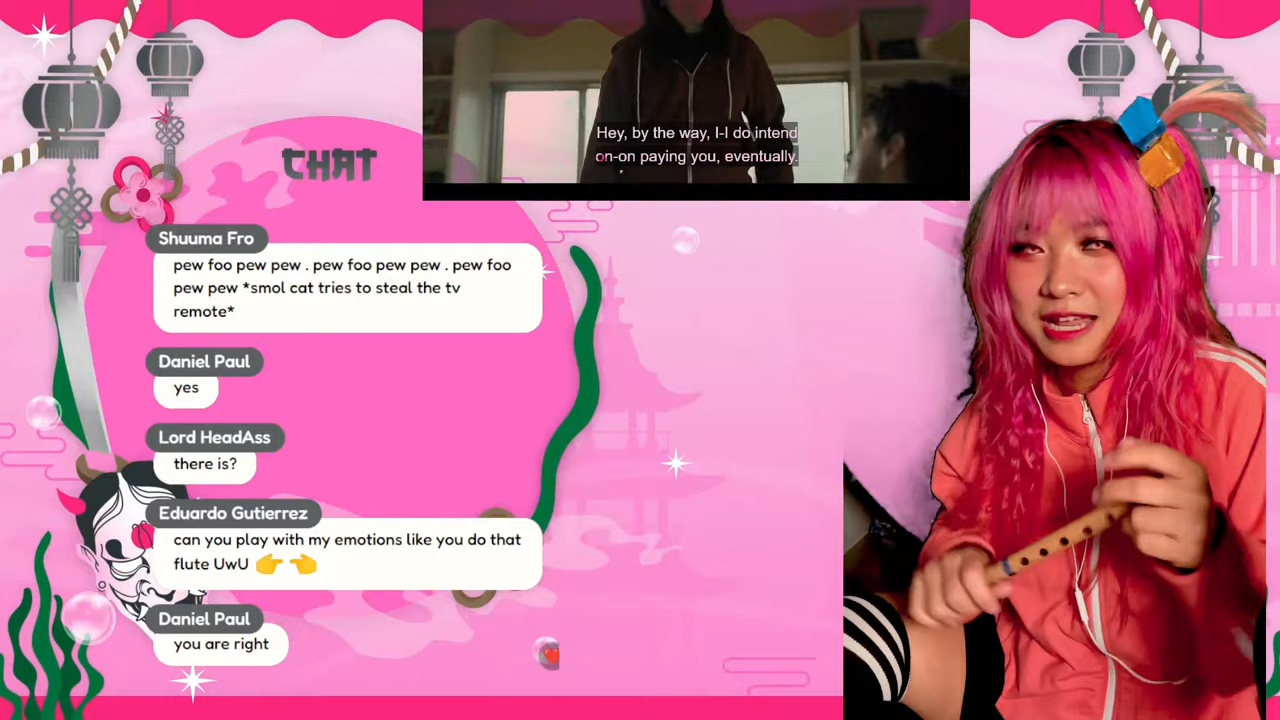 Hey, by the way, I-I do intend
on-on paying you, eventually.
CHAT
Shuuma Fro
pew foo pew pew . pew foo pew pew . pew foo
pew pew *smol cat tries to steal the tv
remote*
Daniel Paul
yes
Lord HeadAss
there is?
Eduardo Gutierrez
can you play with my emotions like you do that
flute UwU 👉 👈
Daniel Paul
you are right